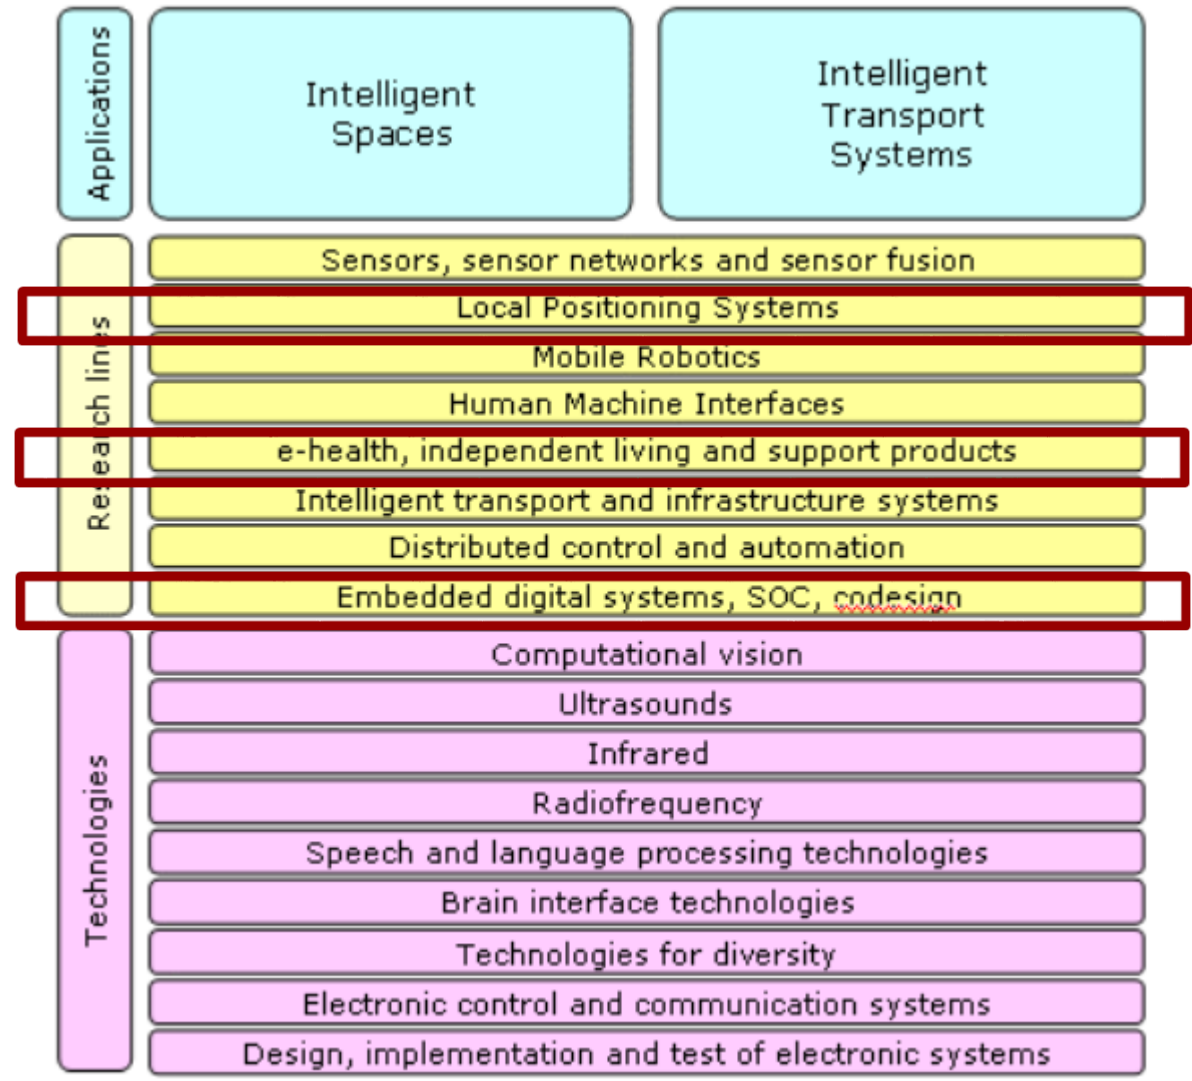 Applications
Intelligent
Spaces
Intelligent
Transport
Systems
Research lines
Sensors, sensor networks and sensor fusion
Local Positioning Systems
Mobile Robotics
Human Machine Interfaces
e-health, independent living and support products
Intelligent transport and infrastructure systems
Distributed control and automation
Embedded digital systems, SOC, codesign
Technologies
Computational vision
Ultrasounds
Infrared
Radiofrequency
Speech and language processing technologies
Brain interface technologies
Technologies for diversity
Electronic control and communication systems
Design, implementation and test of electronic systems